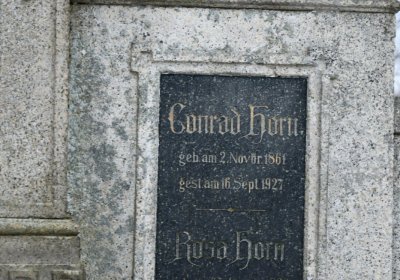 Conrad Horn
geb. am 2. Novbr. 1861
gest. am 16. Sept. 1927
Rosa Horn